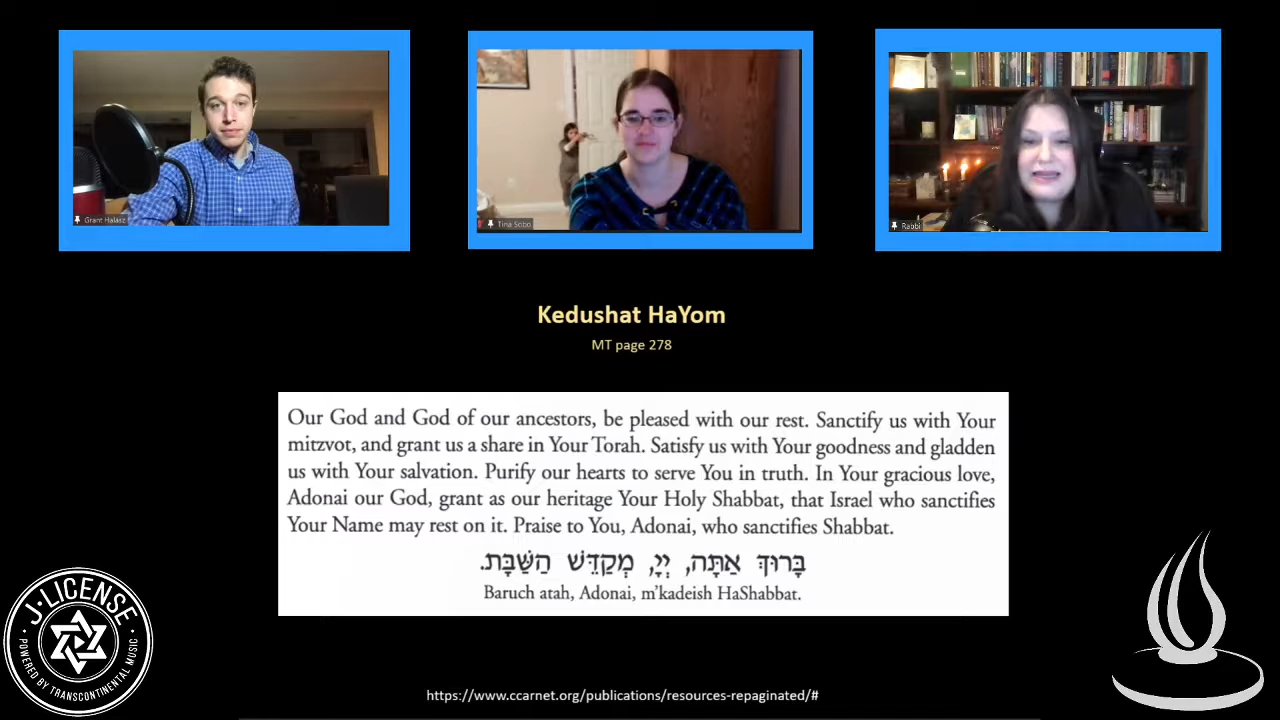 Grant Halasz
Tina Sobo
Rabbi
Kedushat HaYom
MT page 278
Our God and God of our ancestors, be pleased with our rest. Sanctify us with Your
mitzvot, and grant us a share in Your Torah. Satisfy us with Your goodness and gladden
us with Your salvation. Purify our hearts to serve You in truth. In Your gracious love,
Adonai our God, grant as our heritage Your Holy Shabbat, that Israel who sanctifies
Your Name may rest on it. Praise to You, Adonai, who sanctifies Shabbat.
בָּרוּךְ אַתָּה, יְיָ, מְקַדֵּשׁ הַשַּׁבָּת.
Baruch atah, Adonai, m'kadeish HaShabbat.
J•LICENSE
• POWERED BY TRANSCONTINENTAL MUSIC •
https://www.ccarnet.org/publications/resources-repaginated/#